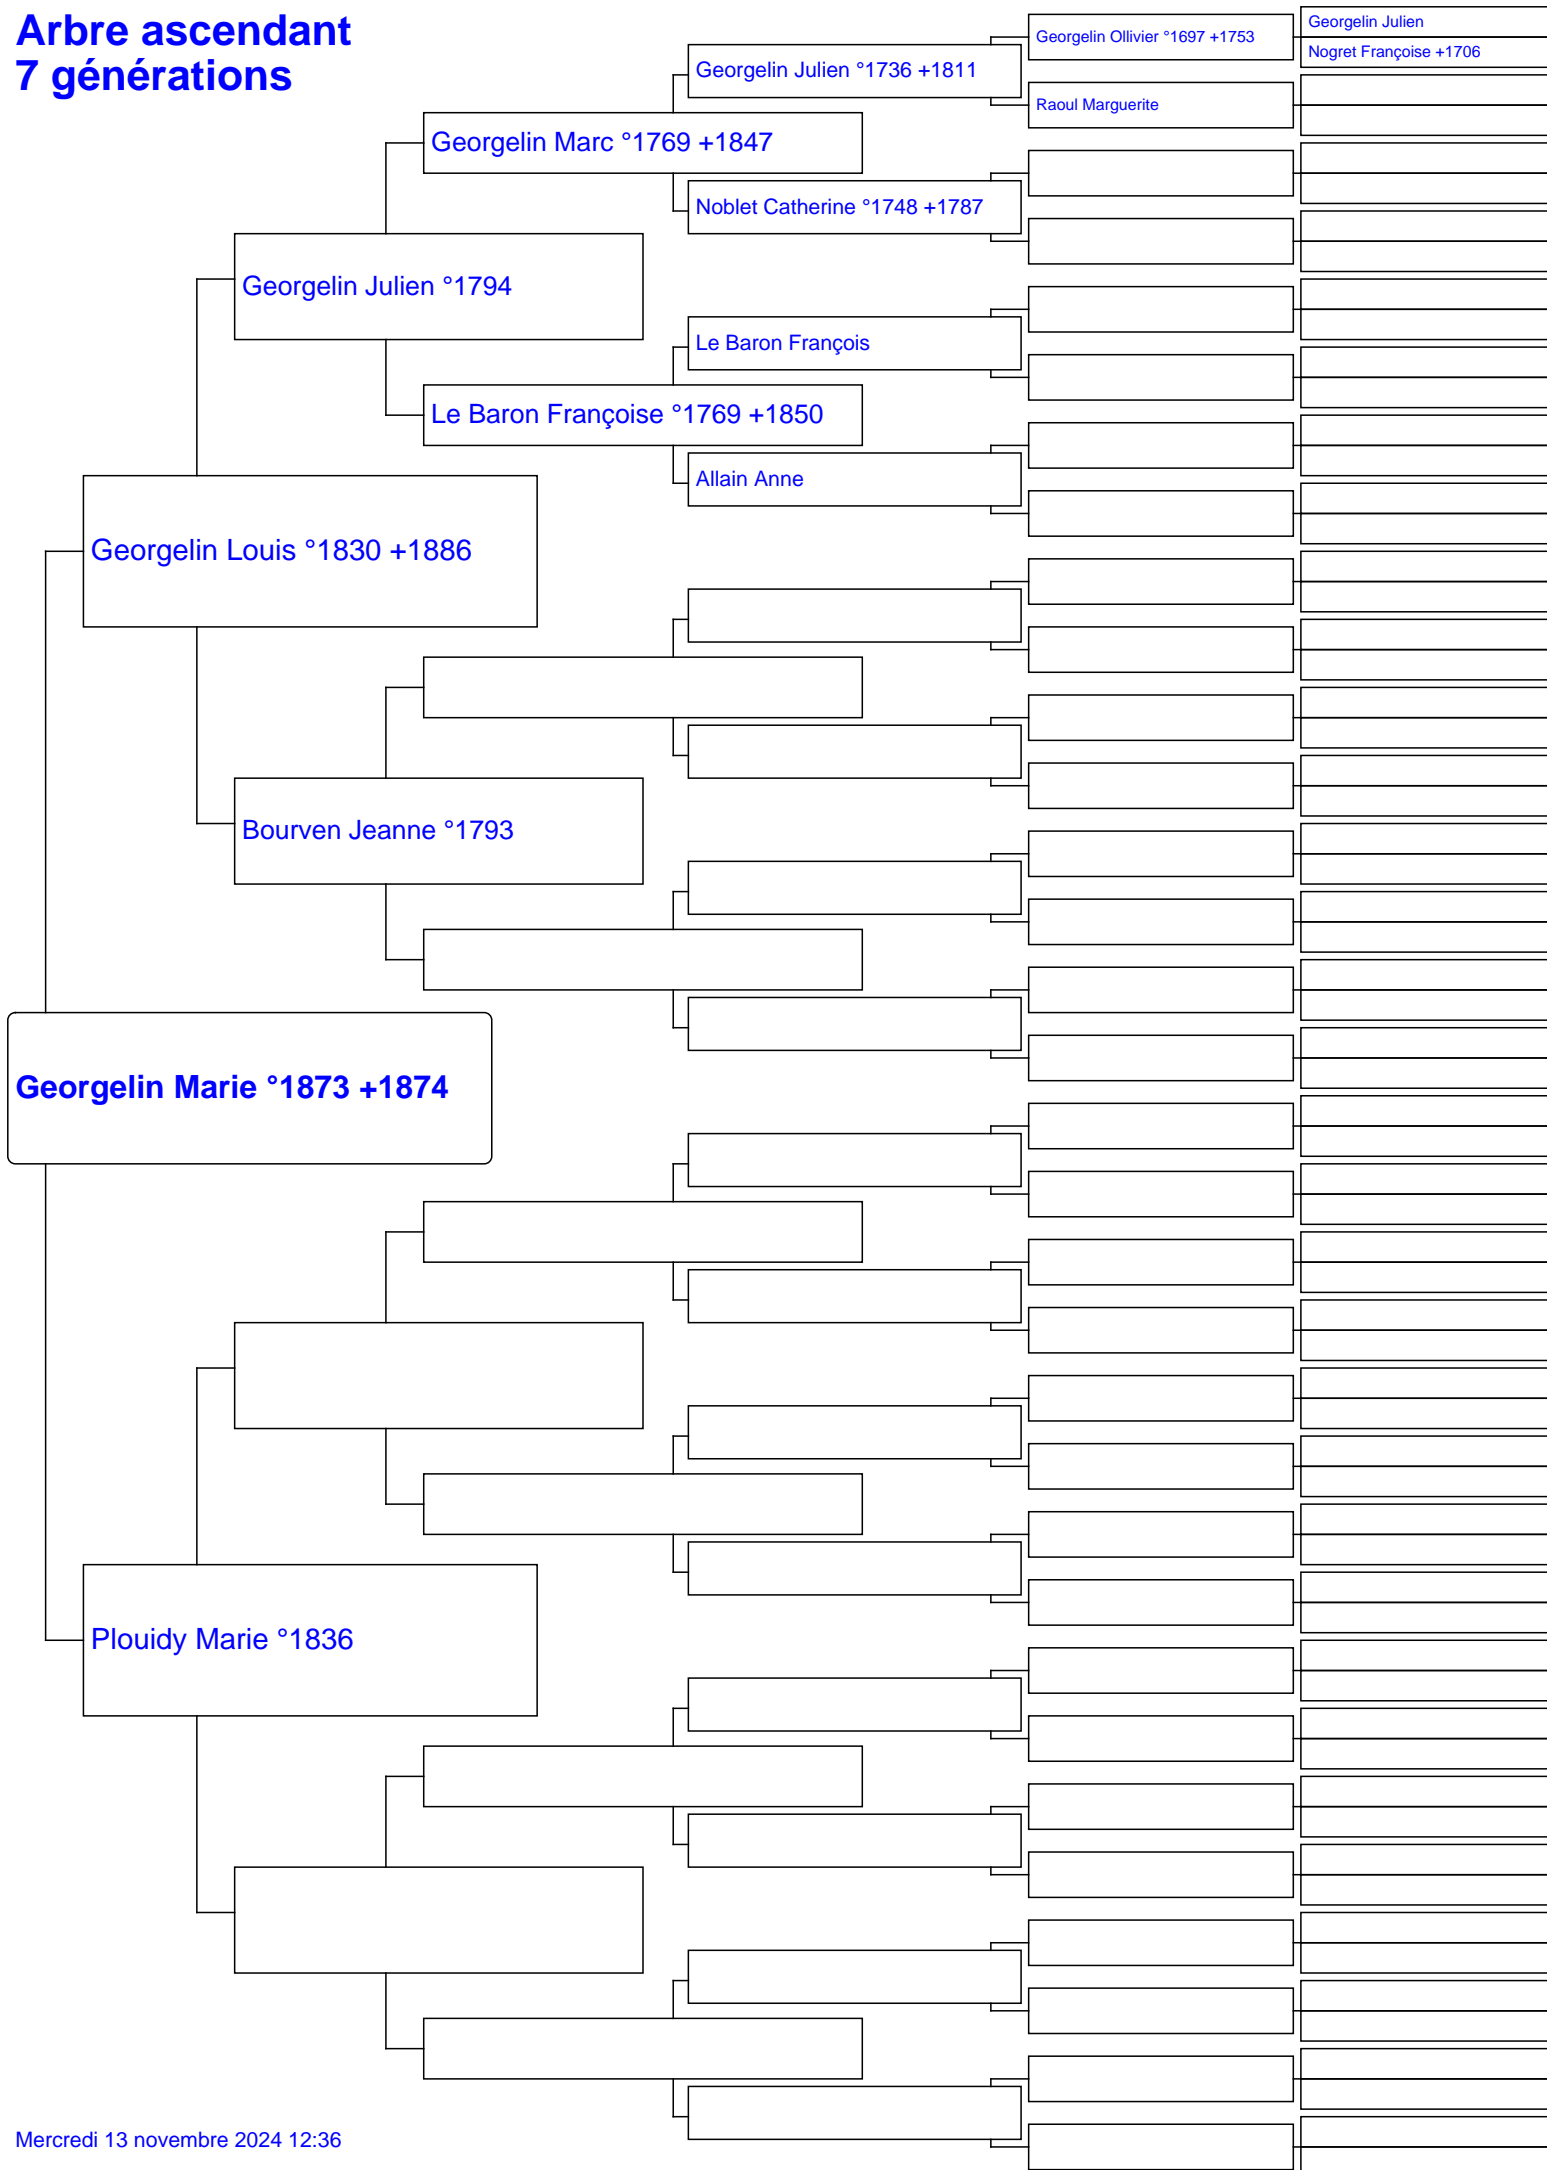 Arbre ascendant
7 générations
Georgelin Julien
Georgelin Ollivier °1697 +1753
Nogret Françoise +1706
Georgelin Julien °1736 +1811
Raoul Marguerite
Georgelin Marc °1769 +1847
Noblet Catherine °1748 +1787
Georgelin Julien °1794
Le Baron François
Le Baron Françoise °1769 +1850
Allain Anne
Georgelin Louis °1830 +1886
Bourven Jeanne °1793
Georgelin Marie °1873 +1874
Plouidy Marie °1836
Mercredi 13 novembre 2024 12:36